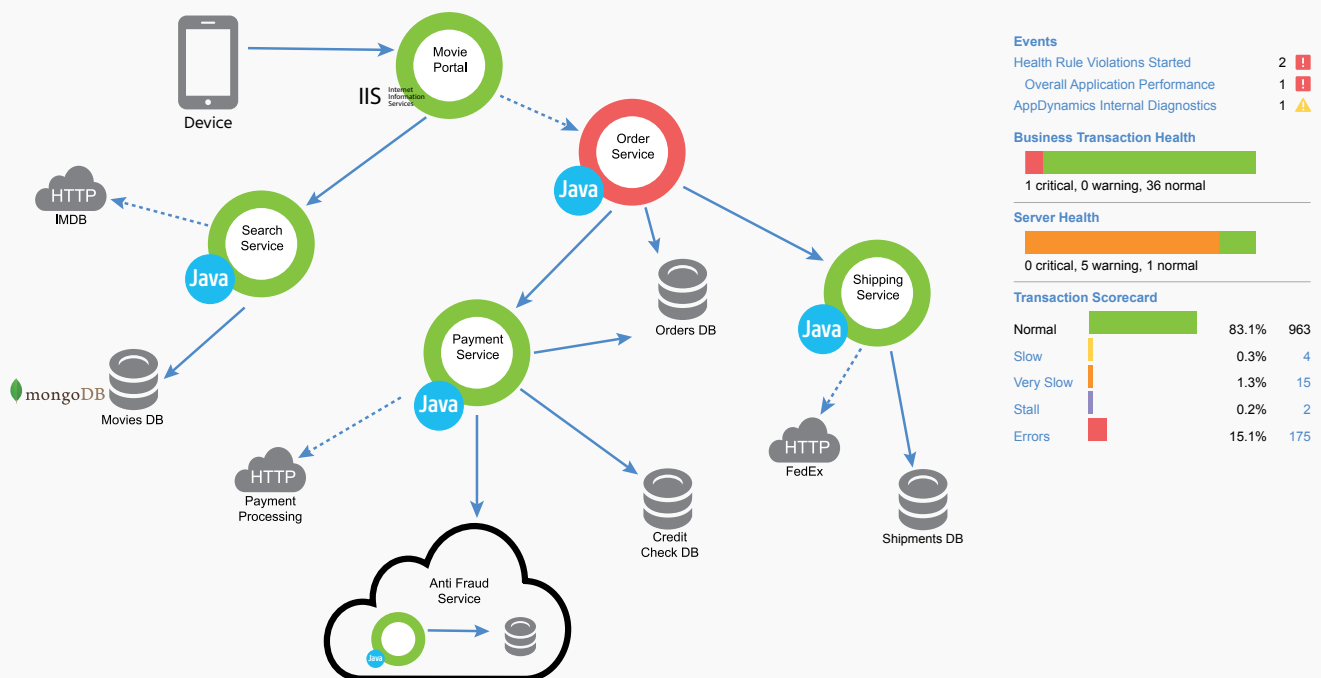 Device
Movie
Portal
IIS Internet
Information
Services
Order
Service
Java
HTTP
IMDB
Search
Service
Java
mongoDB
Movies DB
Orders DB
Shipping
Service
Java
Payment
Service
Java
HTTP
Payment
Processing
HTTP
FedEx
Credit
Check DB
Shipments DB
Anti Fraud
Service
Java
Events
Health Rule Violations Started 2 !
Overall Application Performance 1 !
AppDynamics Internal Diagnostics 1 !
Business Transaction Health
1 critical, 0 warning, 36 normal
Server Health
0 critical, 5 warning, 1 normal
Transaction Scorecard
Normal 83.1% 963
Slow 0.3% 4
Very Slow 1.3% 15
Stall 0.2% 2
Errors 15.1% 175